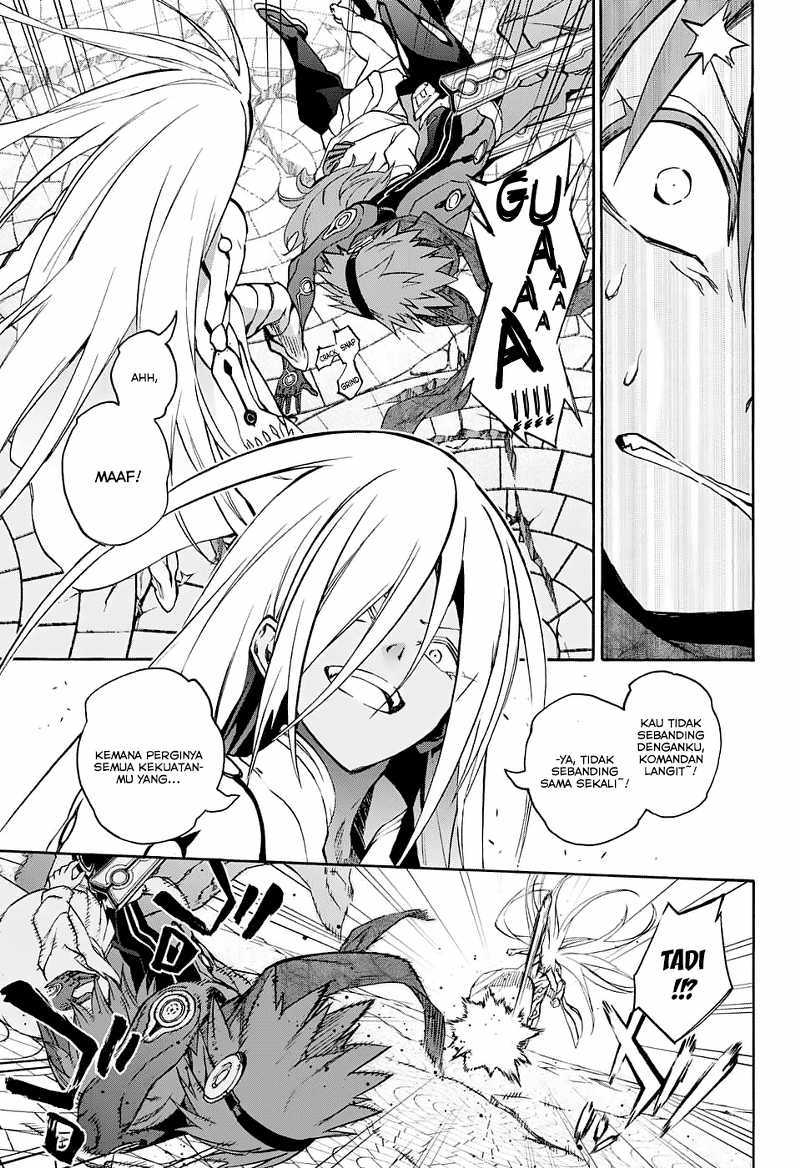 GUAAAA
A!!!!
CRACK
SNAP
GRIND
AHH,
MAAF!
KAU TIDAK
SEBANDING
DENGANKU,
KOMANDAN
LANGIT~!
-YA, TIDAK
SEBANDING
SAMA SEKALI~!
KEMANA PERGINYA
SEMUA KEKUATAN-
MU YANG...
TADI
!!?